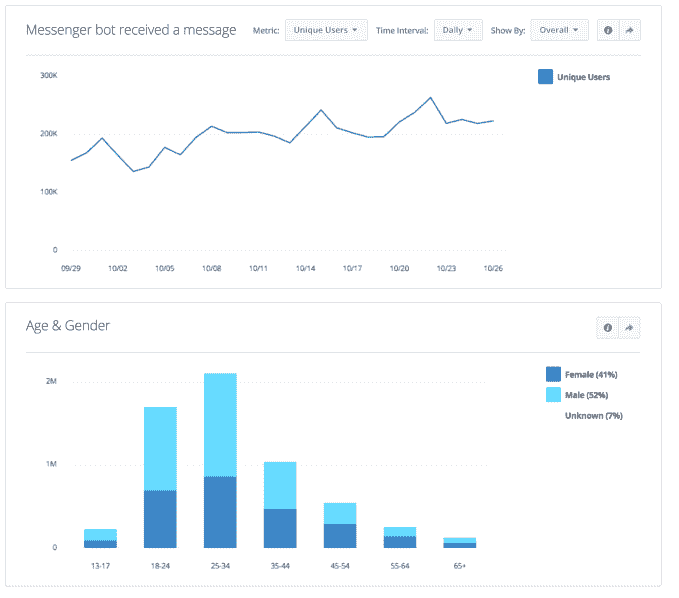 Messenger bot received a message Metric: Unique Users Time Interval: Daily Show By: Overall
300K
Unique Users
200K
100K
0
09/29 10/02 10/05 10/08 10/11 10/14 10/17 10/20 10/23 10/26
Age & Gender
Female (41%)
2M
Male (52%)
Unknown (7%)
1M
0
13-17 18-24 25-34 35-44 45-54 55-64 65+